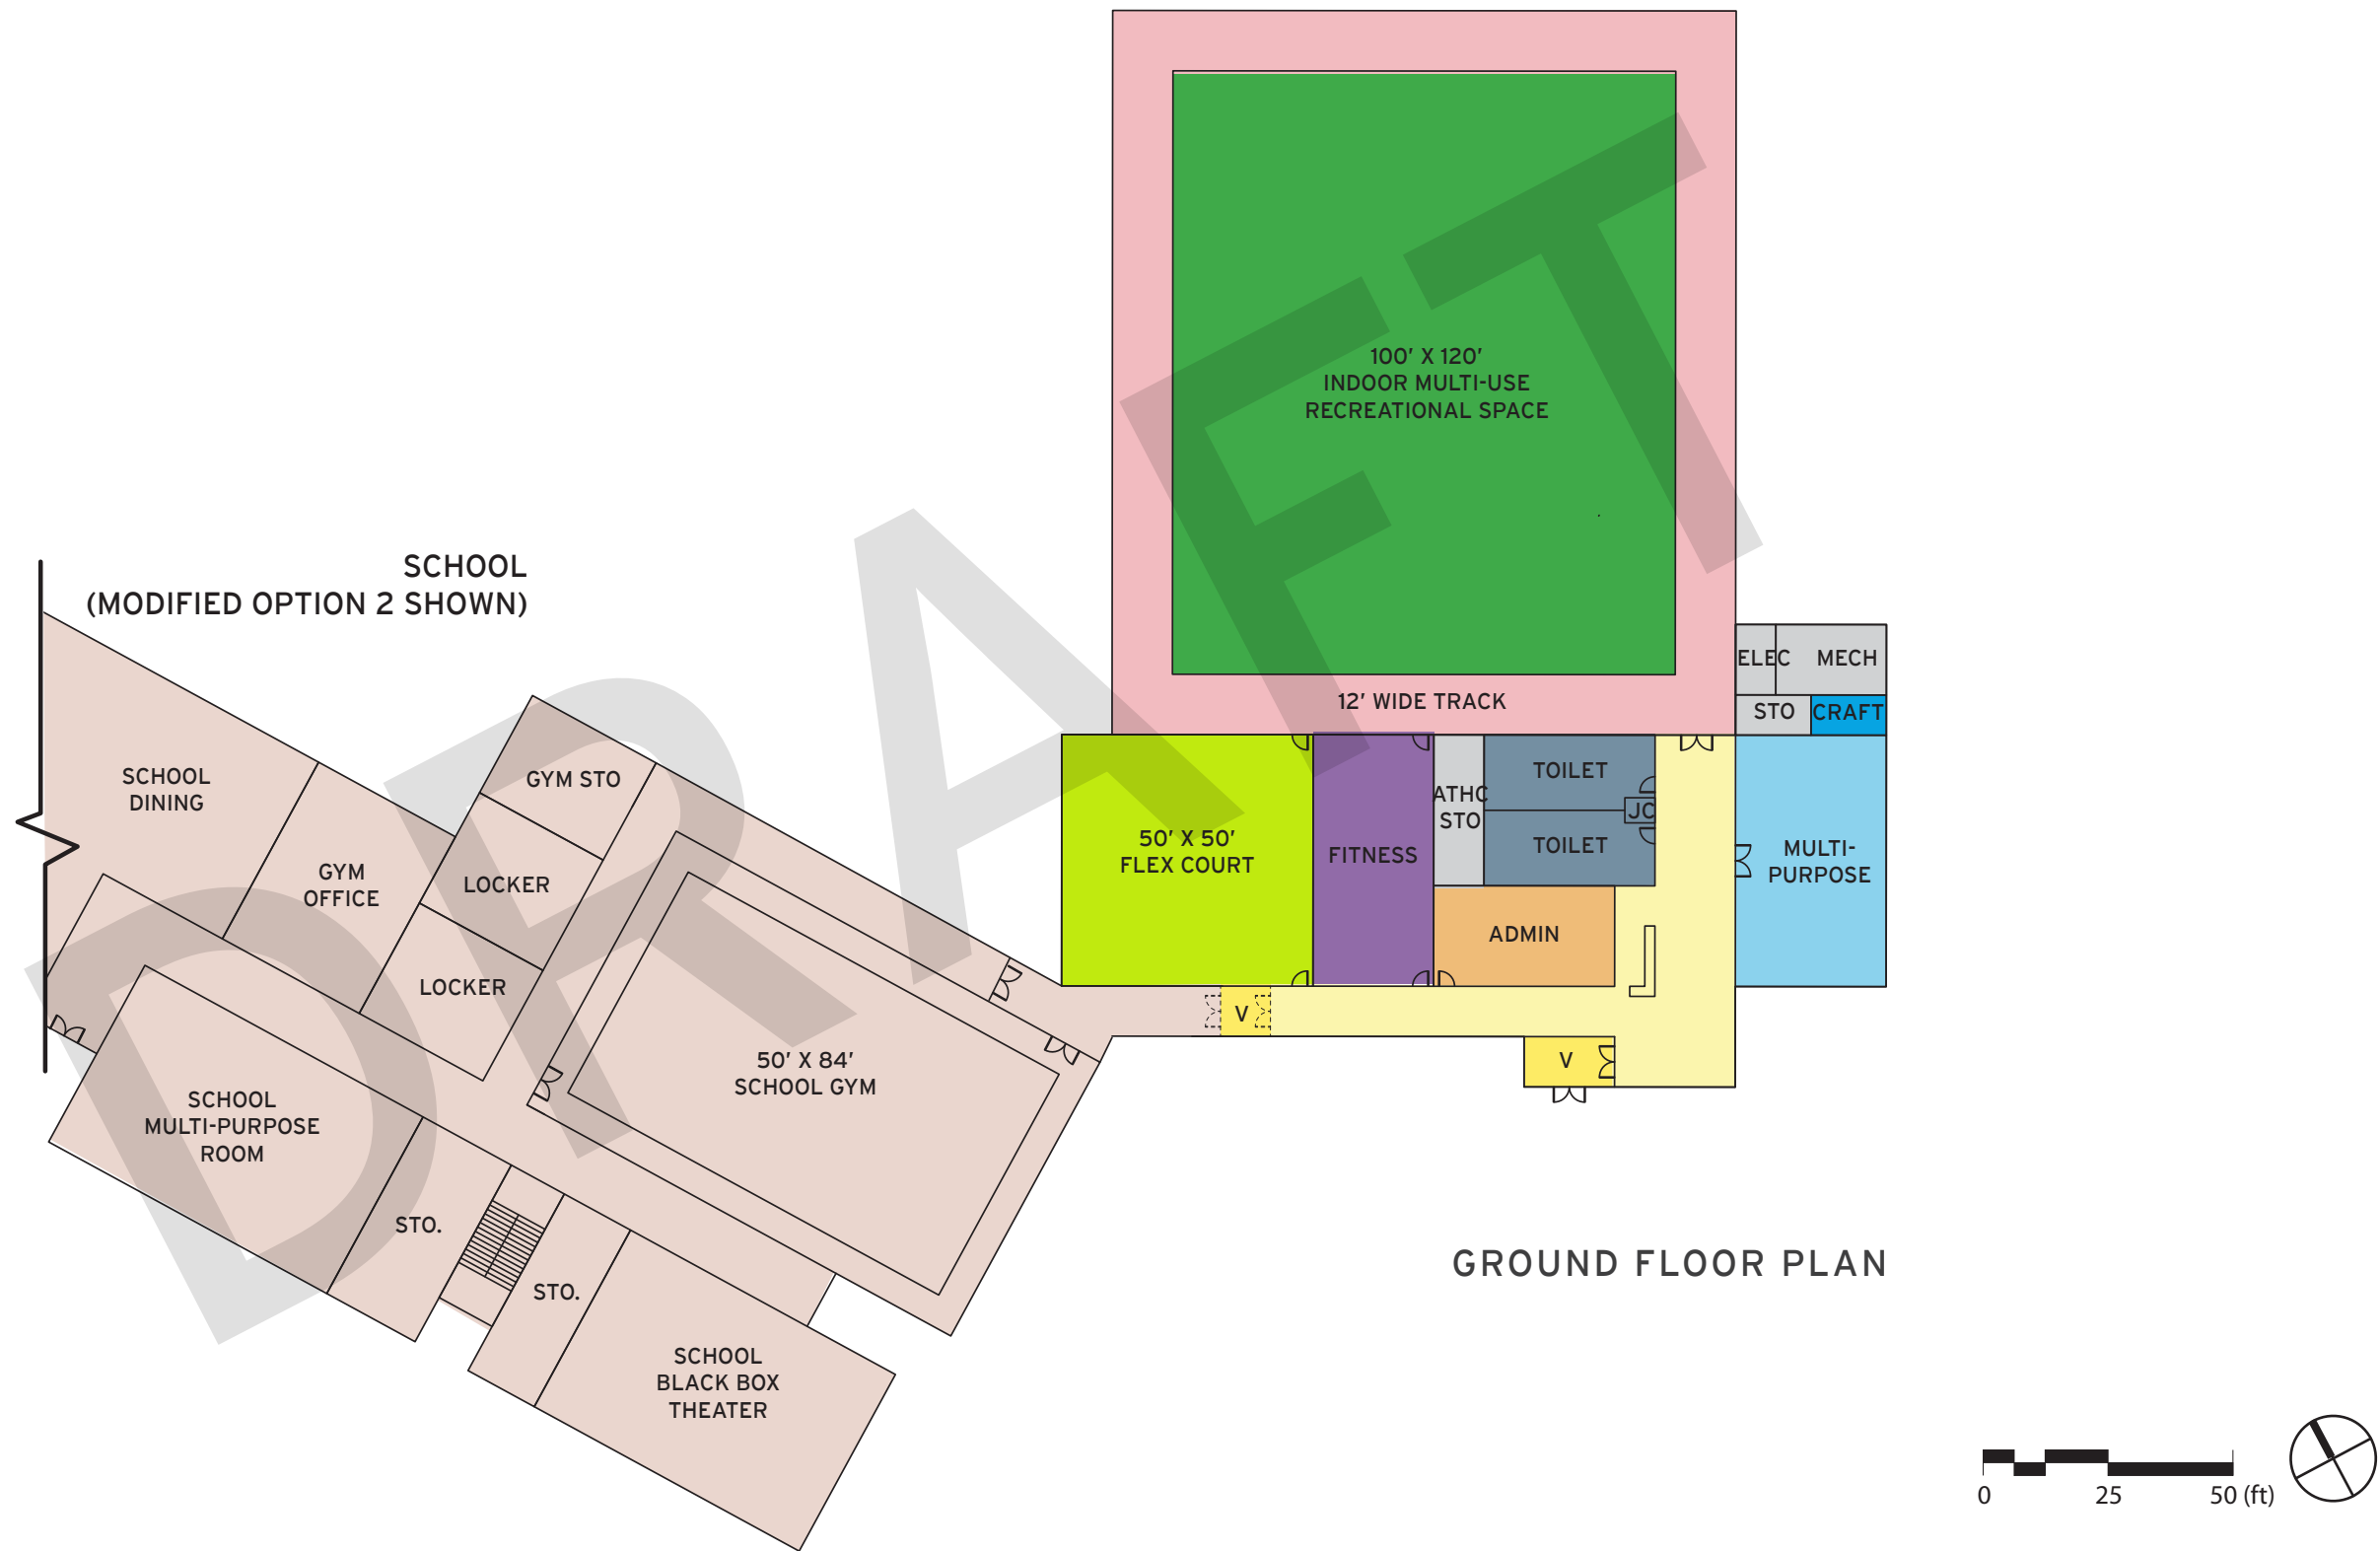 100' X 120'
INDOOR MULTI-USE
RECREATIONAL SPACE
12' WIDE TRACK
SCHOOL
(MODIFIED OPTION 2 SHOWN)
ELEC
MECH
STO
CRAFT
SCHOOL
DINING
GYM STO
GYM
OFFICE
LOCKER
LOCKER
50' X 50'
FLEX COURT
FITNESS
ATHC
STO
TOILET
JC
TOILET
ADMIN
MULTI-
PURPOSE
V
V
50' X 84'
SCHOOL GYM
SCHOOL
MULTI-PURPOSE
ROOM
STO.
STO.
SCHOOL
BLACK BOX
THEATER
GROUND FLOOR PLAN
0 25 50 (ft)
DRAFT